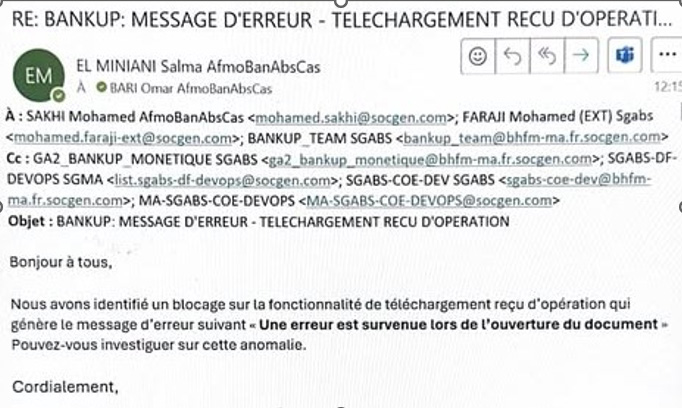 RE: BANKUP: MESSAGE D'ERREUR - TELECHARGEMENT RECU D'OPERATI...
EM
EL MINIANI Salma AfmoBanAbsCas
À BARI Omar AfmoBanAbsCas
12:15
À : SAKHI Mohamed AfmoBanAbsCas <mohamed.sakhi@socgen.com>; FARAJI Mohamed (EXT) Sgabs
<mohamed.faraji-ext@socgen.com>; BANKUP_TEAM SGABS <bankup_team@bhfm-ma.fr.socgen.com>
Cc : GA2_BANKUP_MONETIQUE SGABS <ga2_bankup_monetique@bhfm-ma.fr.socgen.com>; SGABS-DF-
DEVOPS SGMA <list.sgabs-df-devops@socgen.com>; SGABS-COE-DEV SGABS <sgabs-coe-dev@bhfm-
ma.fr.socgen.com>; MA-SGABS-COE-DEVOPS <MA-SGABS-COE-DEVOPS@socgen.com>
Objet : BANKUP: MESSAGE D'ERREUR - TELECHARGEMENT RECU D'OPERATION
Bonjour à tous,
Nous avons identifié un blocage sur la fonctionnalité de téléchargement reçu d'opération qui
génère le message d'erreur suivant « Une erreur est survenue lors de l'ouverture du document »
Pouvez-vous investiguer sur cette anomalie.
Cordialement,